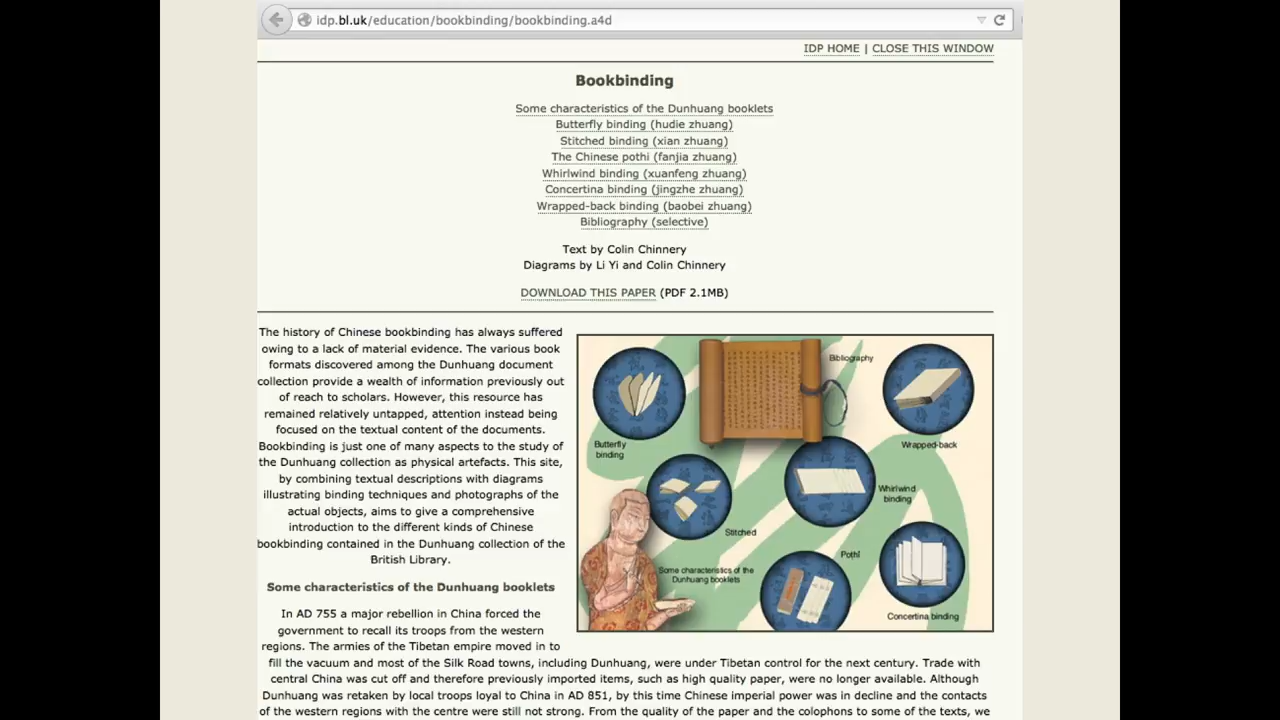 idp.bl.uk/education/bookbinding/bookbinding.a4d
IDP HOME | CLOSE THIS WINDOW
Bookbinding
Some characteristics of the Dunhuang booklets
Butterfly binding (hudie zhuang)
Stitched binding (xian zhuang)
The Chinese pothi (fanjia zhuang)
Whirlwind binding (xuanfeng zhuang)
Concertina binding (jingzhe zhuang)
Wrapped-back binding (baobei zhuang)
Bibliography (selective)
Text by Colin Chinnery
Diagrams by Li Yi and Colin Chinnery
DOWNLOAD THIS PAPER (PDF 2.1MB)
The history of Chinese bookbinding has always suffered
owing to a lack of material evidence. The various book
formats discovered among the Dunhuang document
collection provide a wealth of information previously out
of reach to scholars. However, this resource has
remained relatively untapped, attention instead being
focused on the textual content of the documents.
Bookbinding is just one of many aspects to the study of
the Dunhuang collection as physical artefacts. This site,
by combining textual descriptions with diagrams
illustrating binding techniques and photographs of the
actual objects, aims to give a comprehensive
introduction to the different kinds of Chinese
bookbinding contained in the Dunhuang collection of the
British Library.
Bibliography
Butterfly
binding
Wrapped-back
Whirlwind
binding
Stitched
Pothi
Some characteristics of the
Dunhuang booklets
Concertina binding
Some characteristics of the Dunhuang booklets
In AD 755 a major rebellion in China forced the
government to recall its troops from the western
regions. The armies of the Tibetan empire moved in to
fill the vacuum and most of the Silk Road towns, including Dunhuang, were under Tibetan control for the next century. Trade with
central China was cut off and therefore previously imported items, such as high quality paper, were no longer available. Although
Dunhuang was retaken by local troops loyal to China in AD 851, by this time Chinese imperial power was in decline and the contacts
of the western regions with the centre were still not strong. From the quality of the paper and the colophons to some of the texts, we